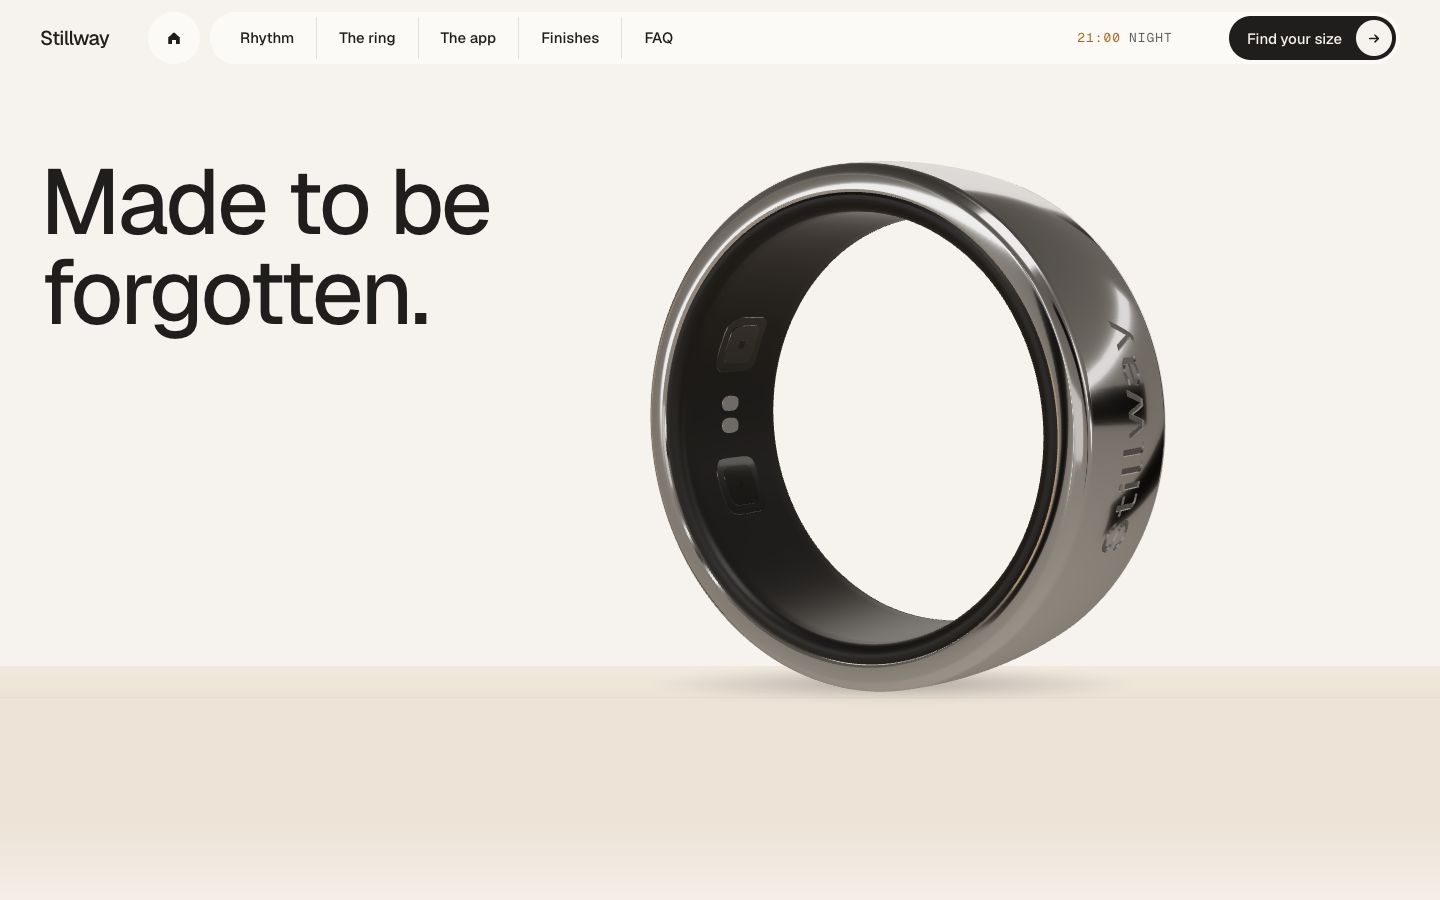 Stillway
Rhythm
The ring
The app
Finishes
FAQ
21:00 NIGHT
Find your size
Made to be
forgotten.
Stillway